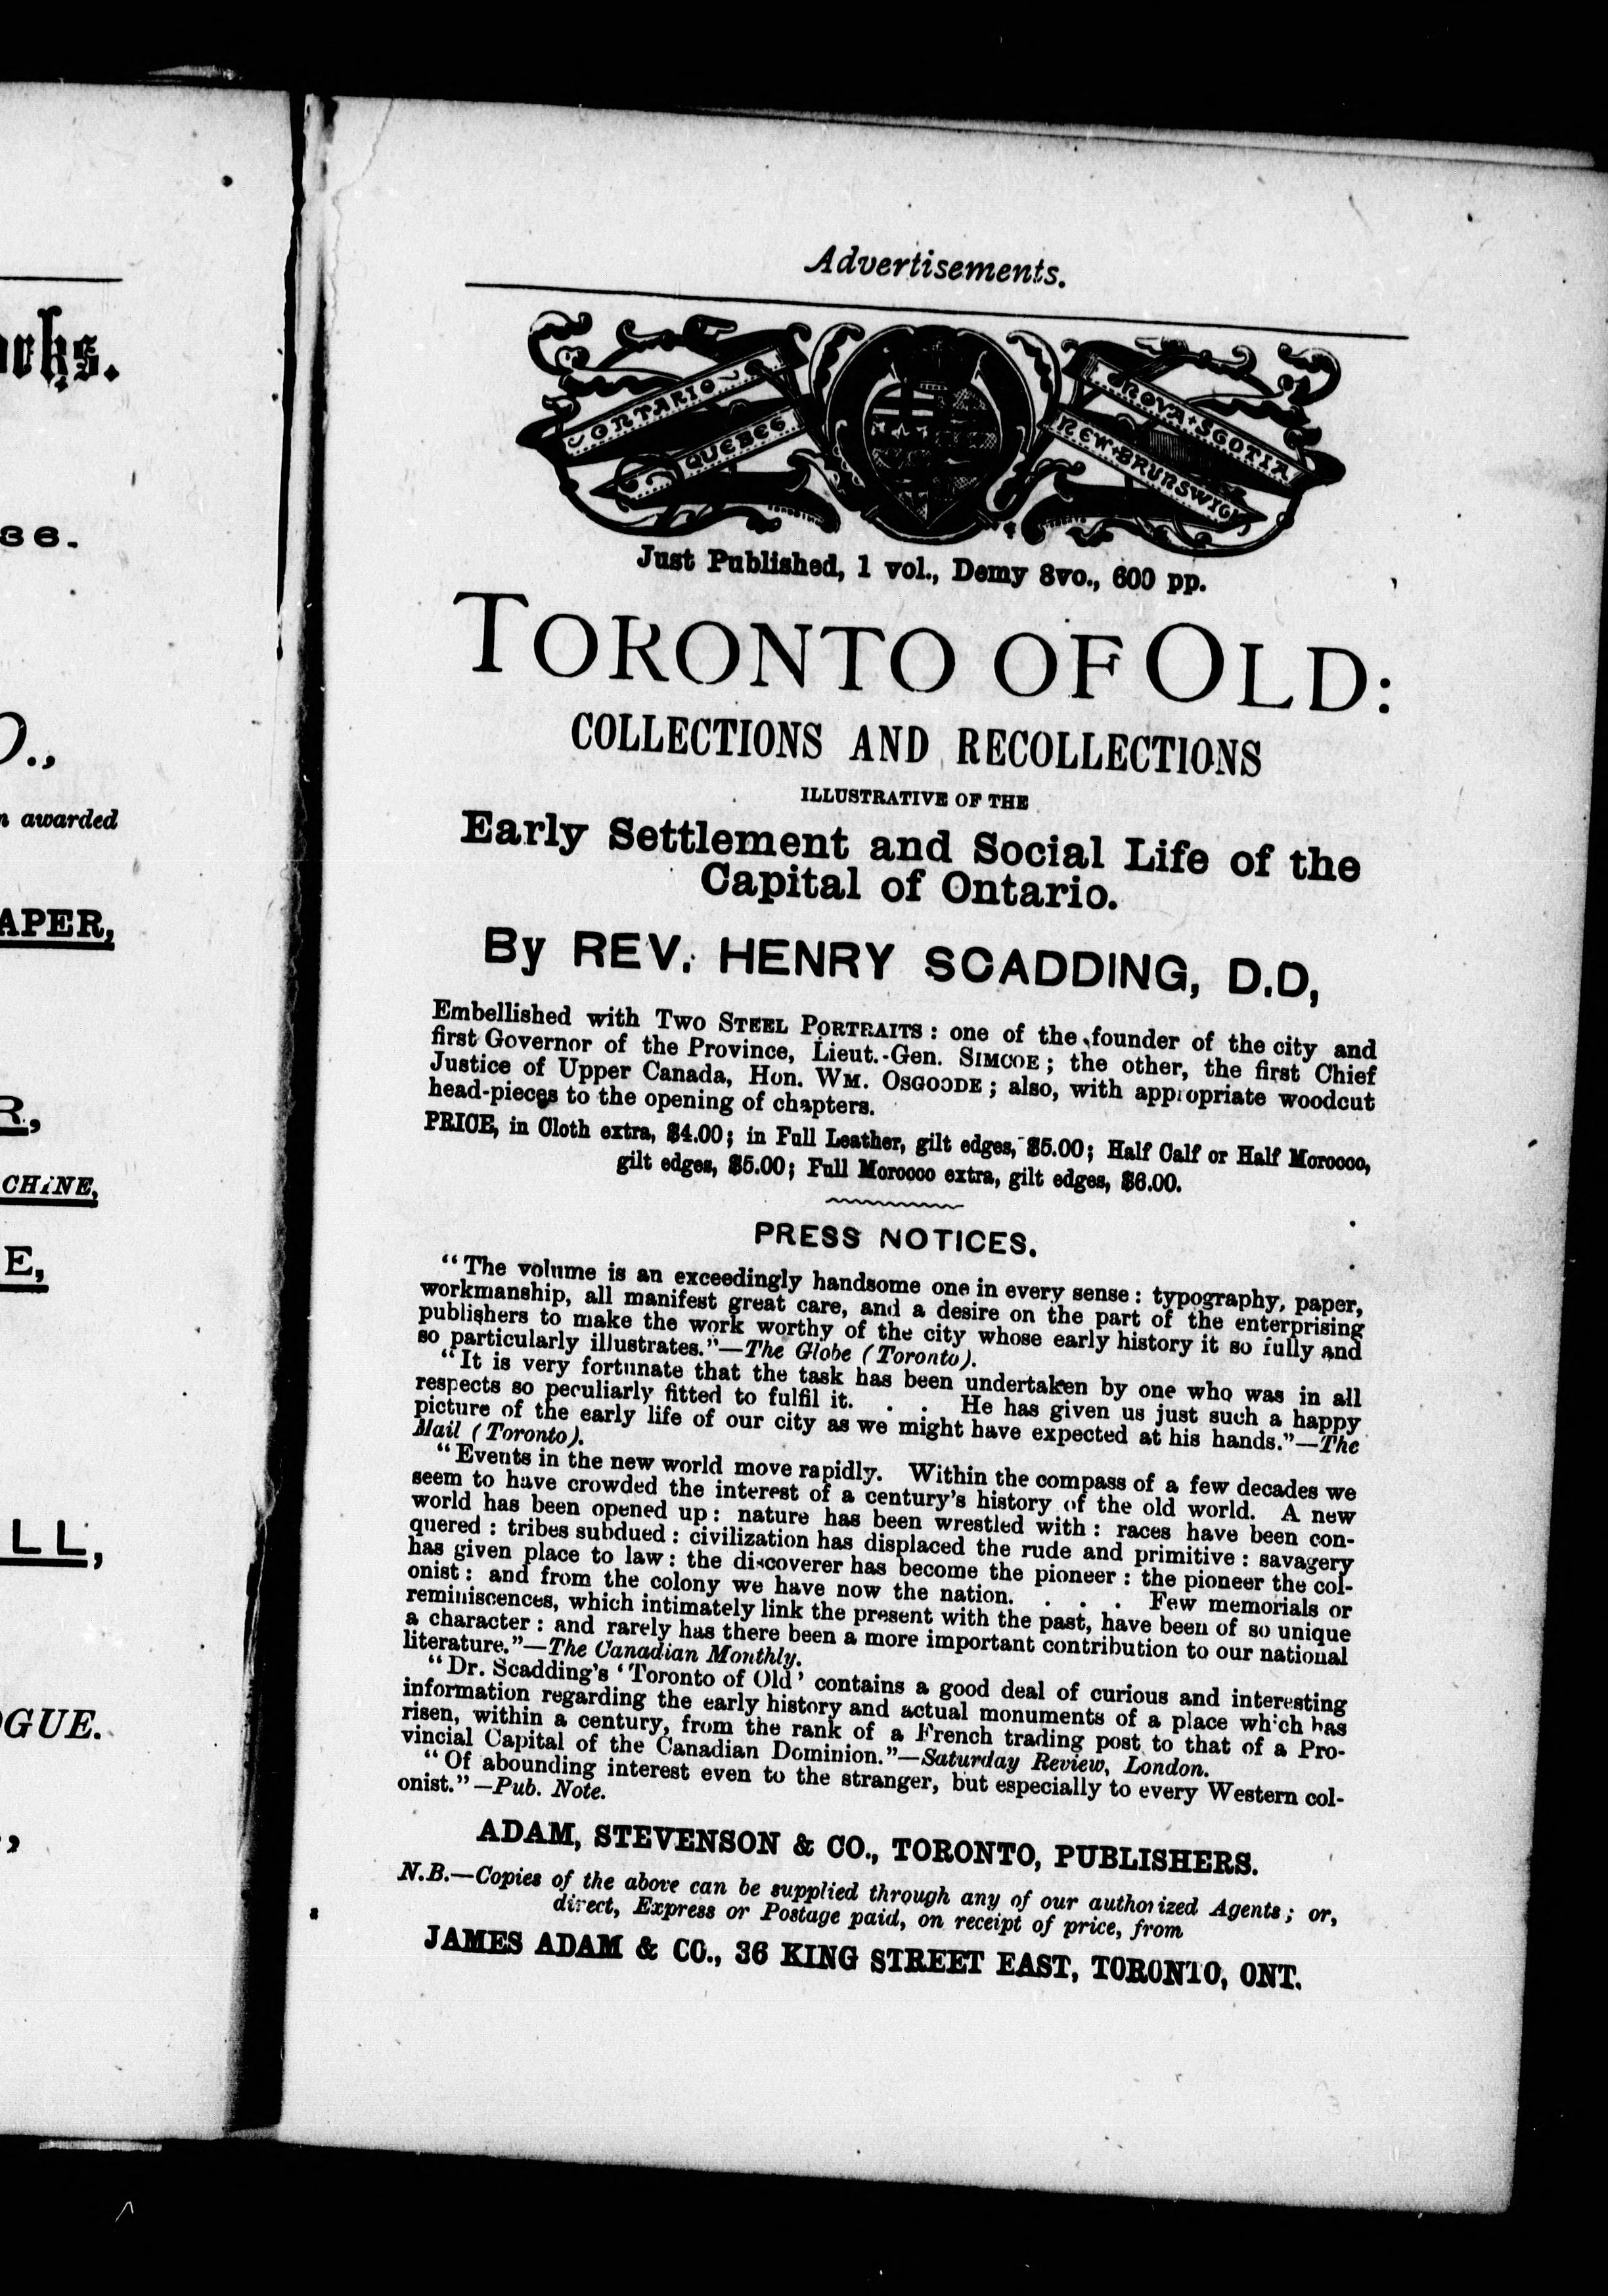 orks.
36.
O.,
n awarded
APER,
R,
CHINE,
E,
LL,
OGUE.
Advertisements.
ONTARIO
QUEBEC
NOVA SCOTIA
NEW BRUNSWICK
Just Published, 1 vol., Demy 8vo., 600 pp.
TORONTO OF OLD:
COLLECTIONS AND RECOLLECTIONS
ILLUSTRATIVE OF THE
Early Settlement and Social Life of the
Capital of Ontario.
By REV. HENRY SCADDING, D.D,
Embellished with Two STEEL PORTRAITS: one of the founder of the city and
first Governor of the Province, Lieut.-Gen. SIMCOE; the other, the first Chief
Justice of Upper Canada, Hon. WM. OSGOODE; also, with appropriate woodcut
head-pieces to the opening of chapters.
PRICE, in Cloth extra, $4.00; in Full Leather, gilt edges, $5.00; Half Calf or Half Morocco,
gilt edges, $5.00; Full Morocco extra, gilt edges, $6.00.
PRESS NOTICES.
"The volume is an exceedingly handsome one in every sense: typography, paper,
workmanship, all manifest great care, and a desire on the part of the enterprising
publishers to make the work worthy of the city whose early history it so fully and
so particularly illustrates."—The Globe (Toronto).
"It is very fortunate that the task has been undertaken by one who was in all
respects so peculiarly fitted to fulfil it. . . He has given us just such a happy
picture of the early life of our city as we might have expected at his hands."—The
Mail (Toronto).
"Events in the new world move rapidly. Within the compass of a few decades we
seem to have crowded the interest of a century's history of the old world. A new
world has been opened up: nature has been wrestled with: races have been con-
quered: tribes subdued: civilization has displaced the rude and primitive: savagery
has given place to law: the discoverer has become the pioneer: the pioneer the col-
onist: and from the colony we have now the nation. . . . Few memorials or
reminiscences, which intimately link the present with the past, have been of so unique
a character: and rarely has there been a more important contribution to our national
literature."—The Canadian Monthly.
"Dr. Scadding's 'Toronto of Old' contains a good deal of curious and interesting
information regarding the early history and actual monuments of a place which has
risen, within a century, from the rank of a French trading post to that of a Pro-
vincial Capital of the Canadian Dominion."—Saturday Review, London.
"Of abounding interest even to the stranger, but especially to every Western col-
onist."—Pub. Note.
ADAM, STEVENSON & CO., TORONTO, PUBLISHERS.
N.B.—Copies of the above can be supplied through any of our authorized Agents; or,
direct, Express or Postage paid, on receipt of price, from
JAMES ADAM & CO., 36 KING STREET EAST, TORONTO, ONT.